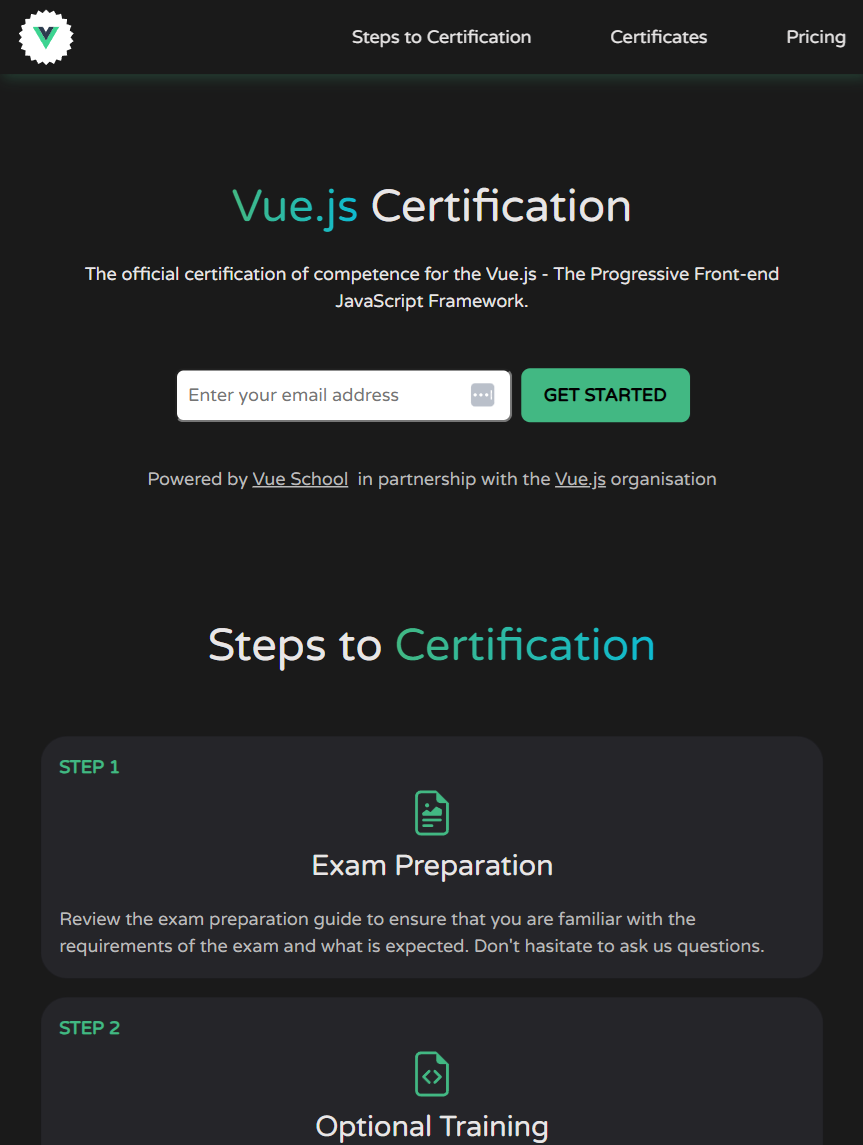 Steps to Certification Certificates Pricing
Vue.js Certification
The official certification of competence for the Vue.js - The Progressive Front-end
JavaScript Framework.
Enter your email address GET STARTED
Powered by Vue School in partnership with the Vue.js organisation
Steps to Certification
STEP 1
Exam Preparation
Review the exam preparation guide to ensure that you are familiar with the
requirements of the exam and what is expected. Don't hasitate to ask us questions.
STEP 2
Optional Training